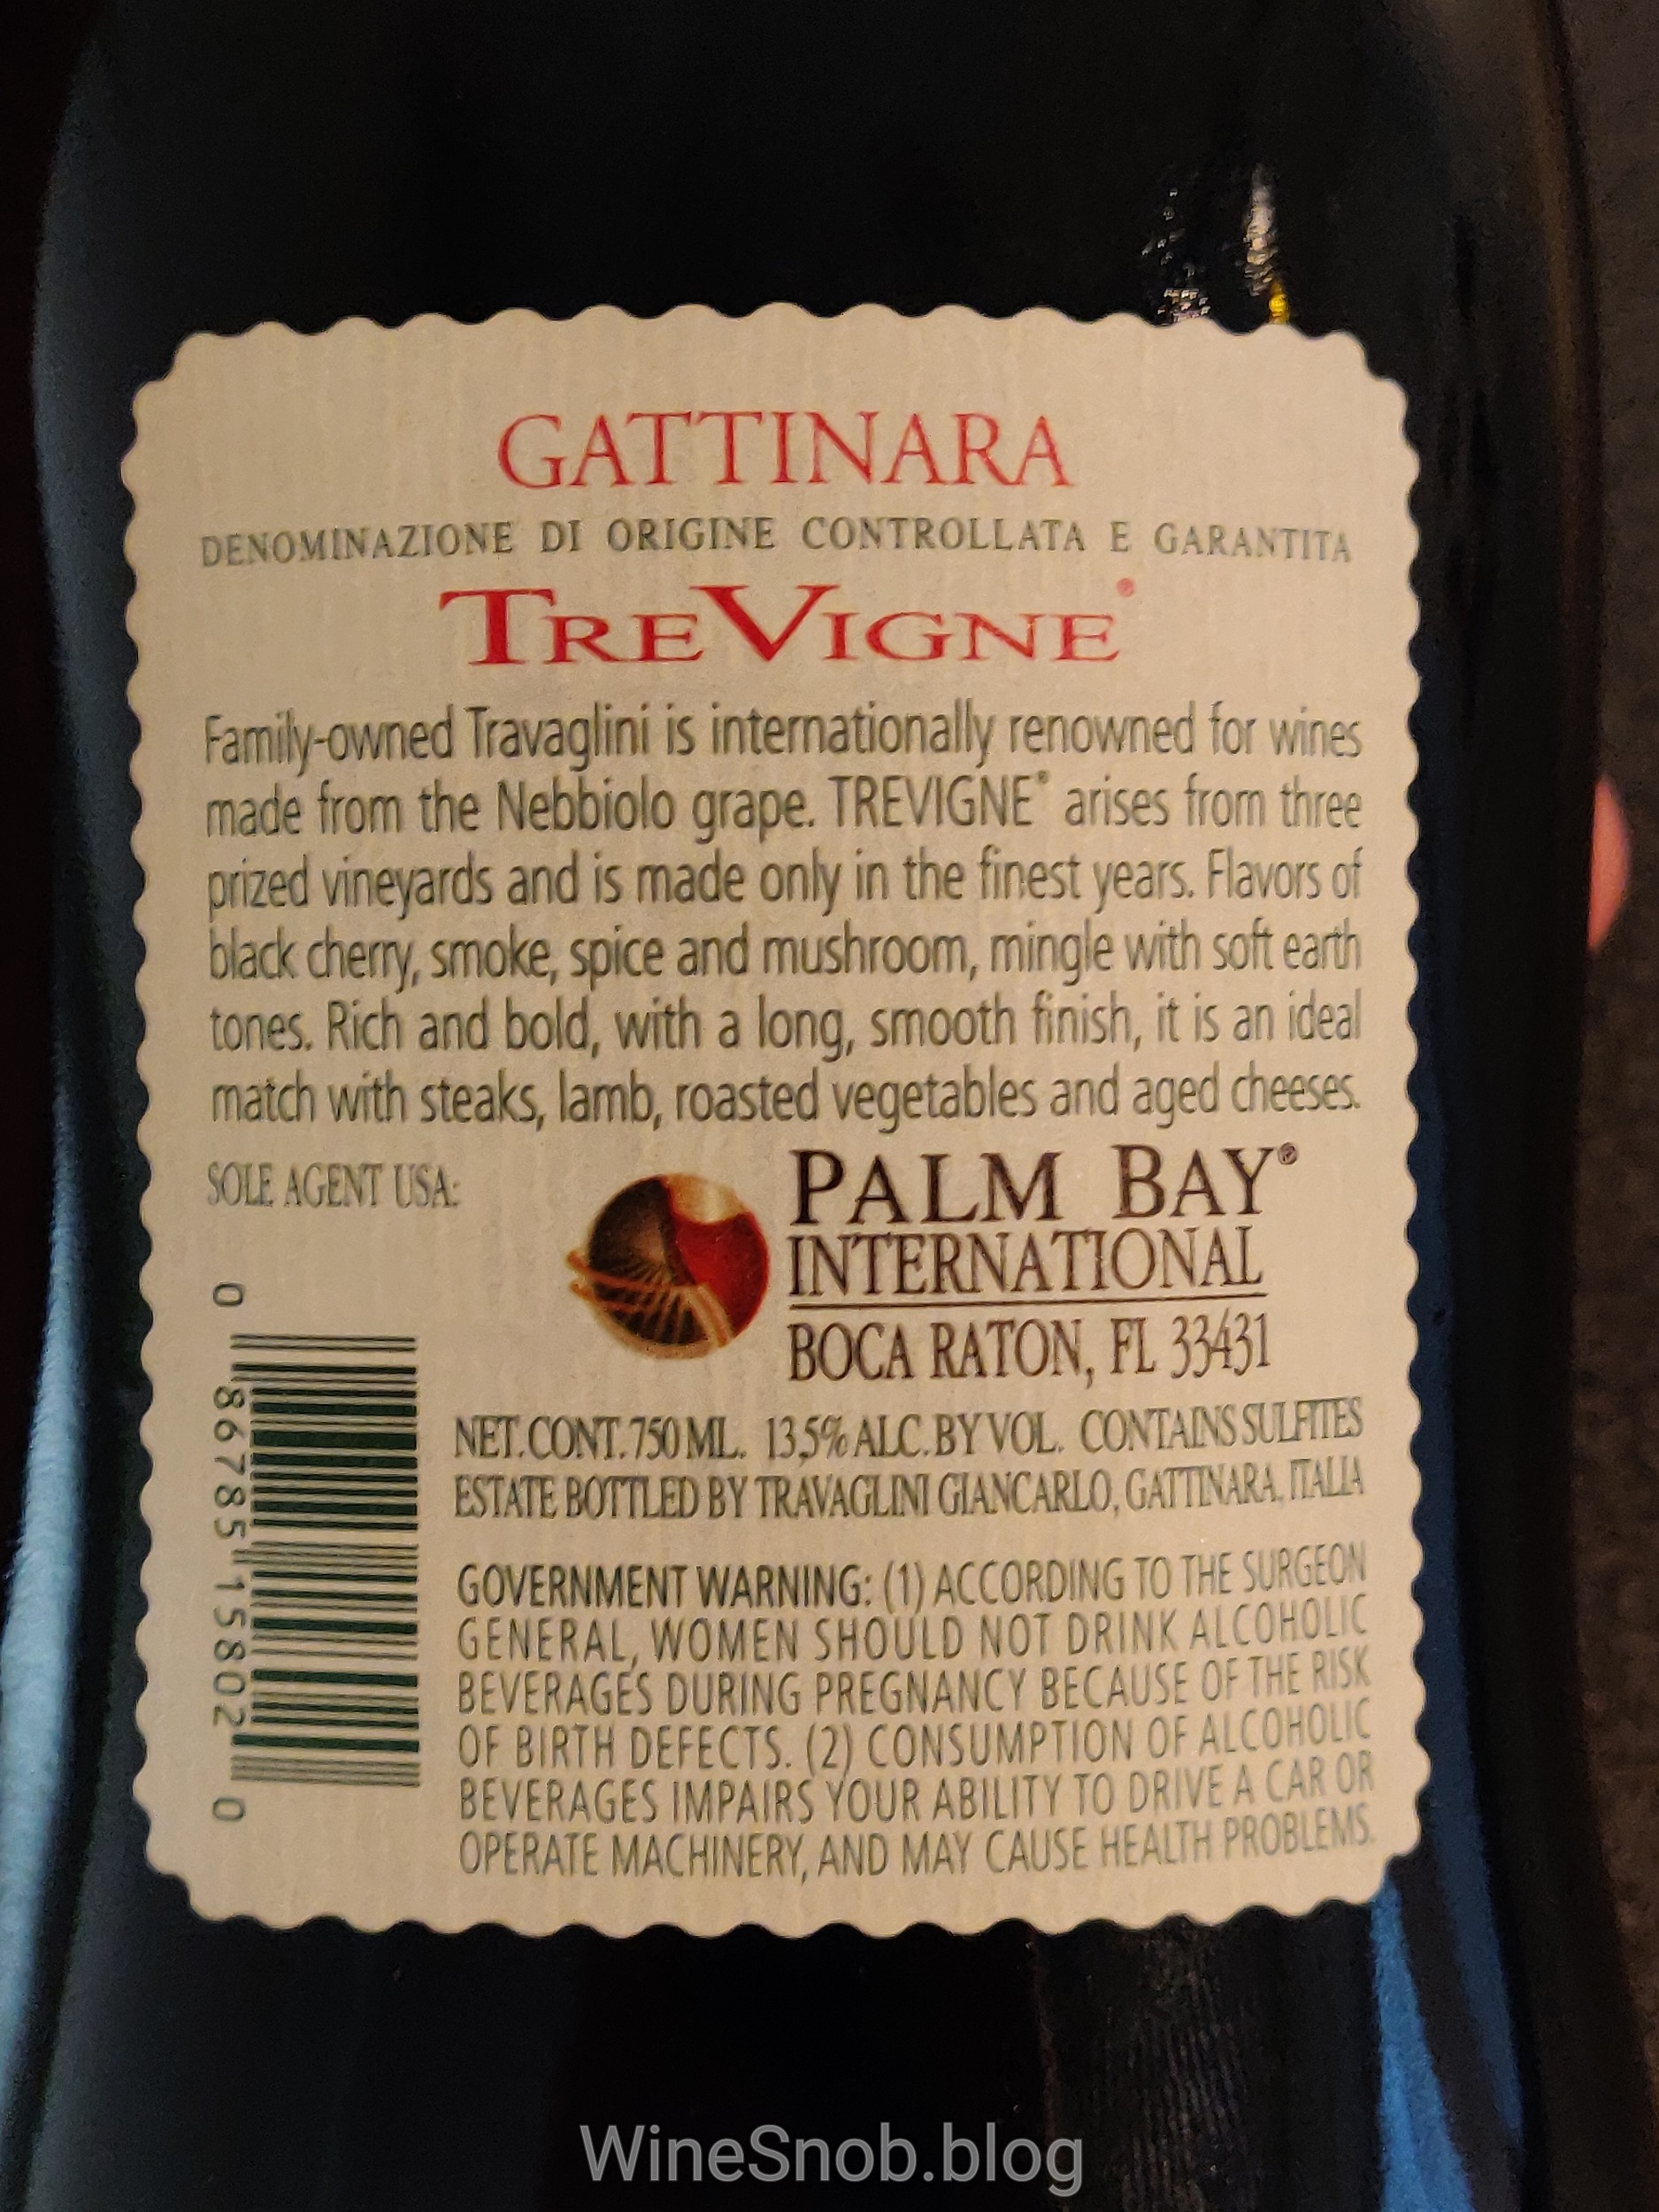 GATTINARA
DENOMINAZIONE DI ORIGINE CONTROLLATA E GARANTITA
TREVIGNE®
Family-owned Travaglini is internationally renowned for wines
made from the Nebbiolo grape. TREVIGNE® arises from three
prized vineyards and is made only in the finest years. Flavors of
black cherry, smoke, spice and mushroom, mingle with soft earth
tones. Rich and bold, with a long, smooth finish, it is an ideal
match with steaks, lamb, roasted vegetables and aged cheeses.
SOLE AGENT USA:
PALM BAY®
INTERNATIONAL
BOCA RATON, FL 33431
0 86785 15802 0
NET. CONT. 750 ML. 13,5% ALC. BY VOL. CONTAINS SULFITES
ESTATE BOTTLED BY TRAVAGLINI GIANCARLO, GATTINARA, ITALIA
GOVERNMENT WARNING: (1) ACCORDING TO THE SURGEON
GENERAL, WOMEN SHOULD NOT DRINK ALCOHOLIC
BEVERAGES DURING PREGNANCY BECAUSE OF THE RISK
OF BIRTH DEFECTS. (2) CONSUMPTION OF ALCOHOLIC
BEVERAGES IMPAIRS YOUR ABILITY TO DRIVE A CAR OR
OPERATE MACHINERY, AND MAY CAUSE HEALTH PROBLEMS.
WineSnob.blog